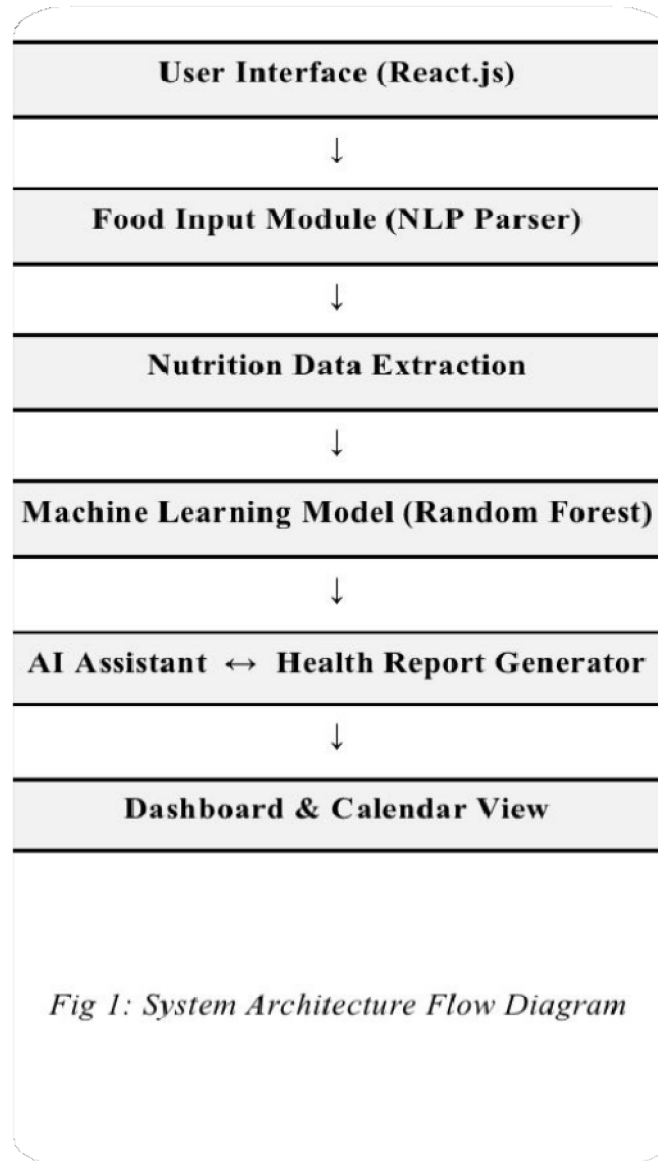 User Interface (React.js)
↓
Food Input Module (NLP Parser)
↓
Nutrition Data Extraction
↓
Machine Learning Model (Random Forest)
↓
AI Assistant ↔ Health Report Generator
↓
Dashboard & Calendar View
Fig 1: System Architecture Flow Diagram